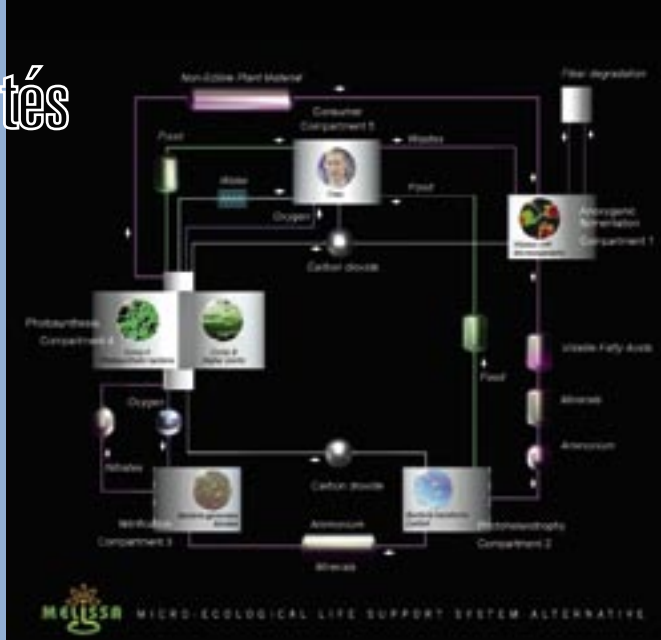 tés
Non-Edible Plant Material
Fiber degradation
Consumer
Compartment 5
Food
Wastes
Water
Food
Oxygen
Anoxygenic
fermentation
Compartment 1
Carbon dioxide
Photosynthesis
Compartment 4
Volatile Fatty Acids
Food
Minerals
Oxygen
Ammonium
Nitrates
Carbon dioxide
Nitrification
Compartment 3
Ammonium
Photoheterotrophy
Compartment 2
Minerals
MELISSA MICRO-ECOLOGICAL LIFE SUPPORT SYSTEM ALTERNATIVE